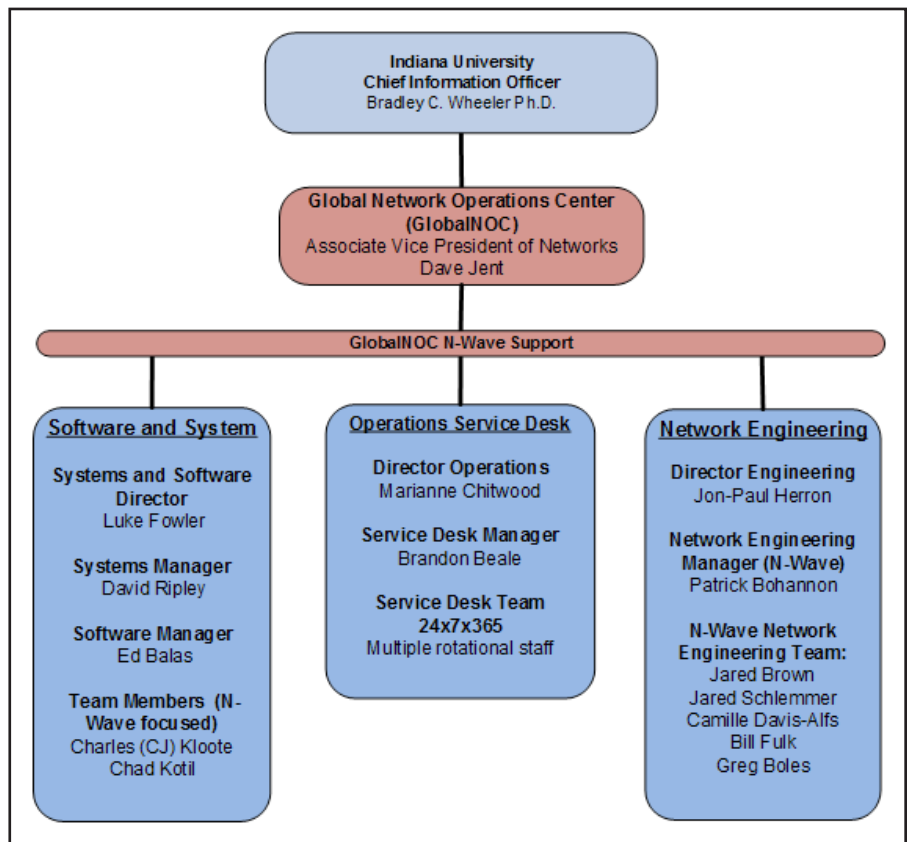 Indiana University
Chief Information Officer
Bradley C. Wheeler Ph.D.
Global Network Operations Center
(GlobalNOC)
Associate Vice President of Networks
Dave Jent
GlobalNOC N-Wave Support
Software and System
Systems and Software
Director
Luke Fowler
Systems Manager
David Ripley
Software Manager
Ed Balas
Team Members (N-
Wave focused)
Charles (CJ) Kloote
Chad Kotil
Operations Service Desk
Director Operations
Marianne Chitwood
Service Desk Manager
Brandon Beale
Service Desk Team
24x7x365
Multiple rotational staff
Network Engineering
Director Engineering
Jon-Paul Herron
Network Engineering
Manager (N-Wave)
Patrick Bohannon
N-Wave Network
Engineering Team:
Jared Brown
Jared Schlemmer
Camille Davis-Alfs
Bill Fulk
Greg Boles